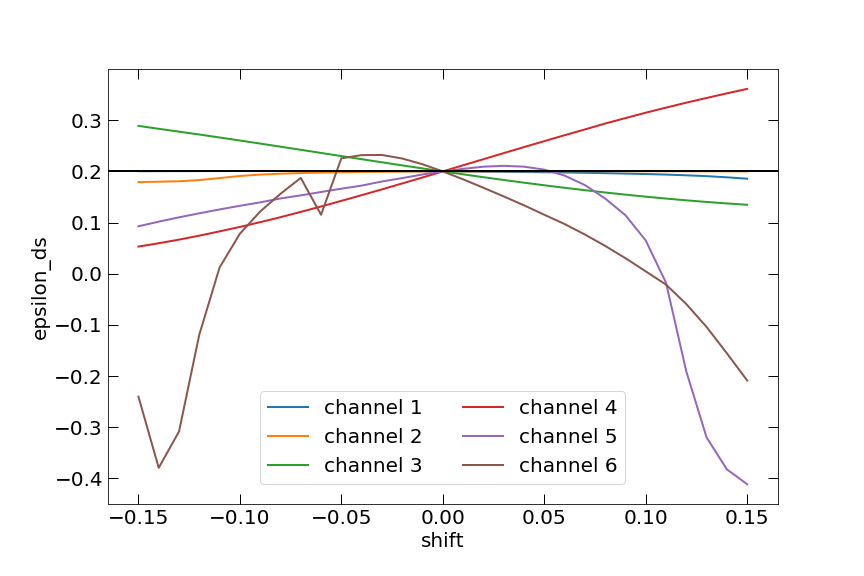 0.3
0.2
0.1
0.0
−0.1
−0.2
−0.3
−0.4
epsilon_ds
channel 1 channel 4
channel 2 channel 5
channel 3 channel 6
−0.15 −0.10 −0.05 0.00 0.05 0.10 0.15
shift